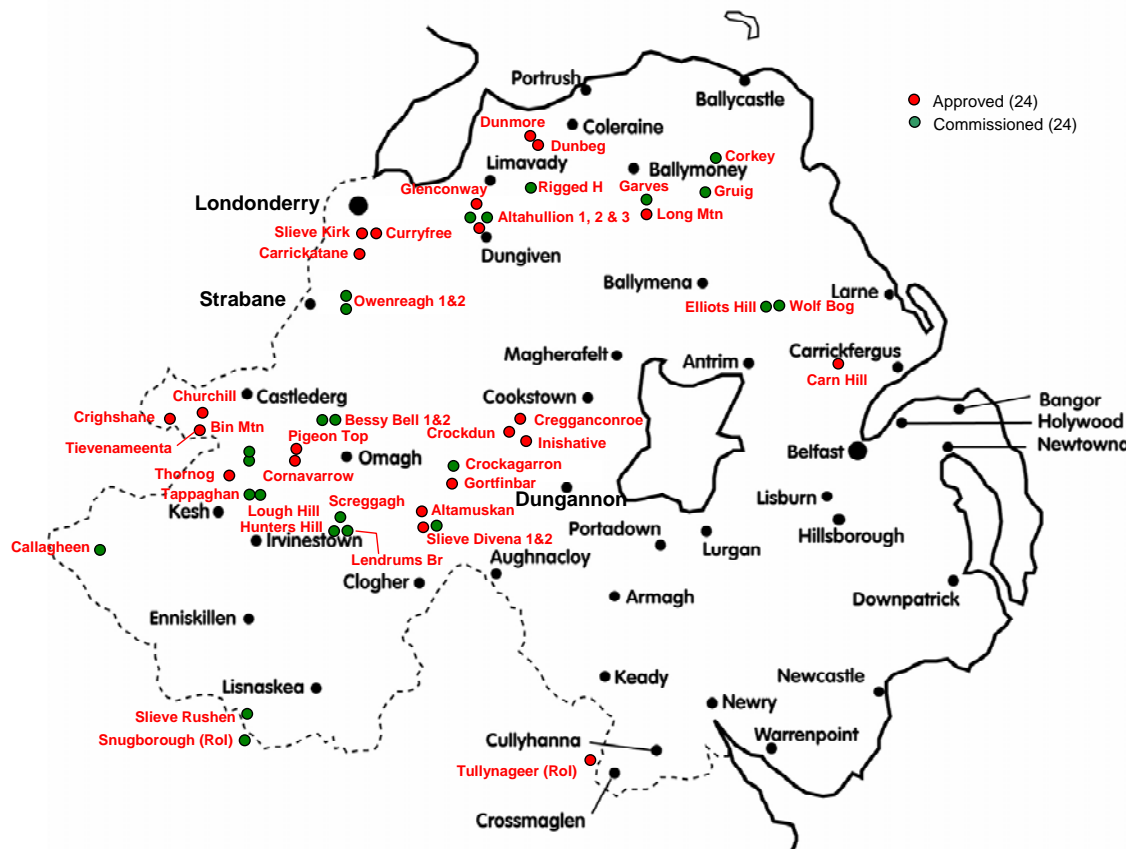 Portrush
Ballycastle
Approved (24)
Commissioned (24)
Dunmore
Coleraine
Dunbeg
Limavady
Ballymoney
Corkey
Glenconway
Rigged H
Garves
Gruig
Londonderry
Altahullion 1, 2 & 3
Long Mtn
Slieve Kirk
Curryfree
Carrickatane
Dungiven
Ballymena
Larne
Strabane
Owenreagh 1&2
Elliots Hill
Wolf Bog
Magherafelt
Antrim
Carrickfergus
Carn Hill
Churchill
Castlederg
Cookstown
Bangor
Crighshane
Bin Mtn
Bessy Bell 1&2
Cregganconroe
Holywood
Tievenameenta
Pigeon Top
Crockdun
Inishative
Newtowna
Omagh
Belfast
Thornog
Cornavarrow
Crockagarron
Gortfinbar
Tappaghan
Dungannon
Lisburn
Kesh
Lough Hill
Screggagh
Altamuskan
Hunters Hill
Portadown
Hillsborough
Callagheen
Irvinestown
Slieve Divena 1&2
Lurgan
Lendrums Br
Aughnacloy
Clogher
Armagh
Downpatrick
Enniskillen
Keady
Lisnaskea
Newcastle
Newry
Slieve Rushen
Snugborough (RoI)
Cullyhanna
Warrenpoint
Tullynageer (RoI)
Crossmaglen